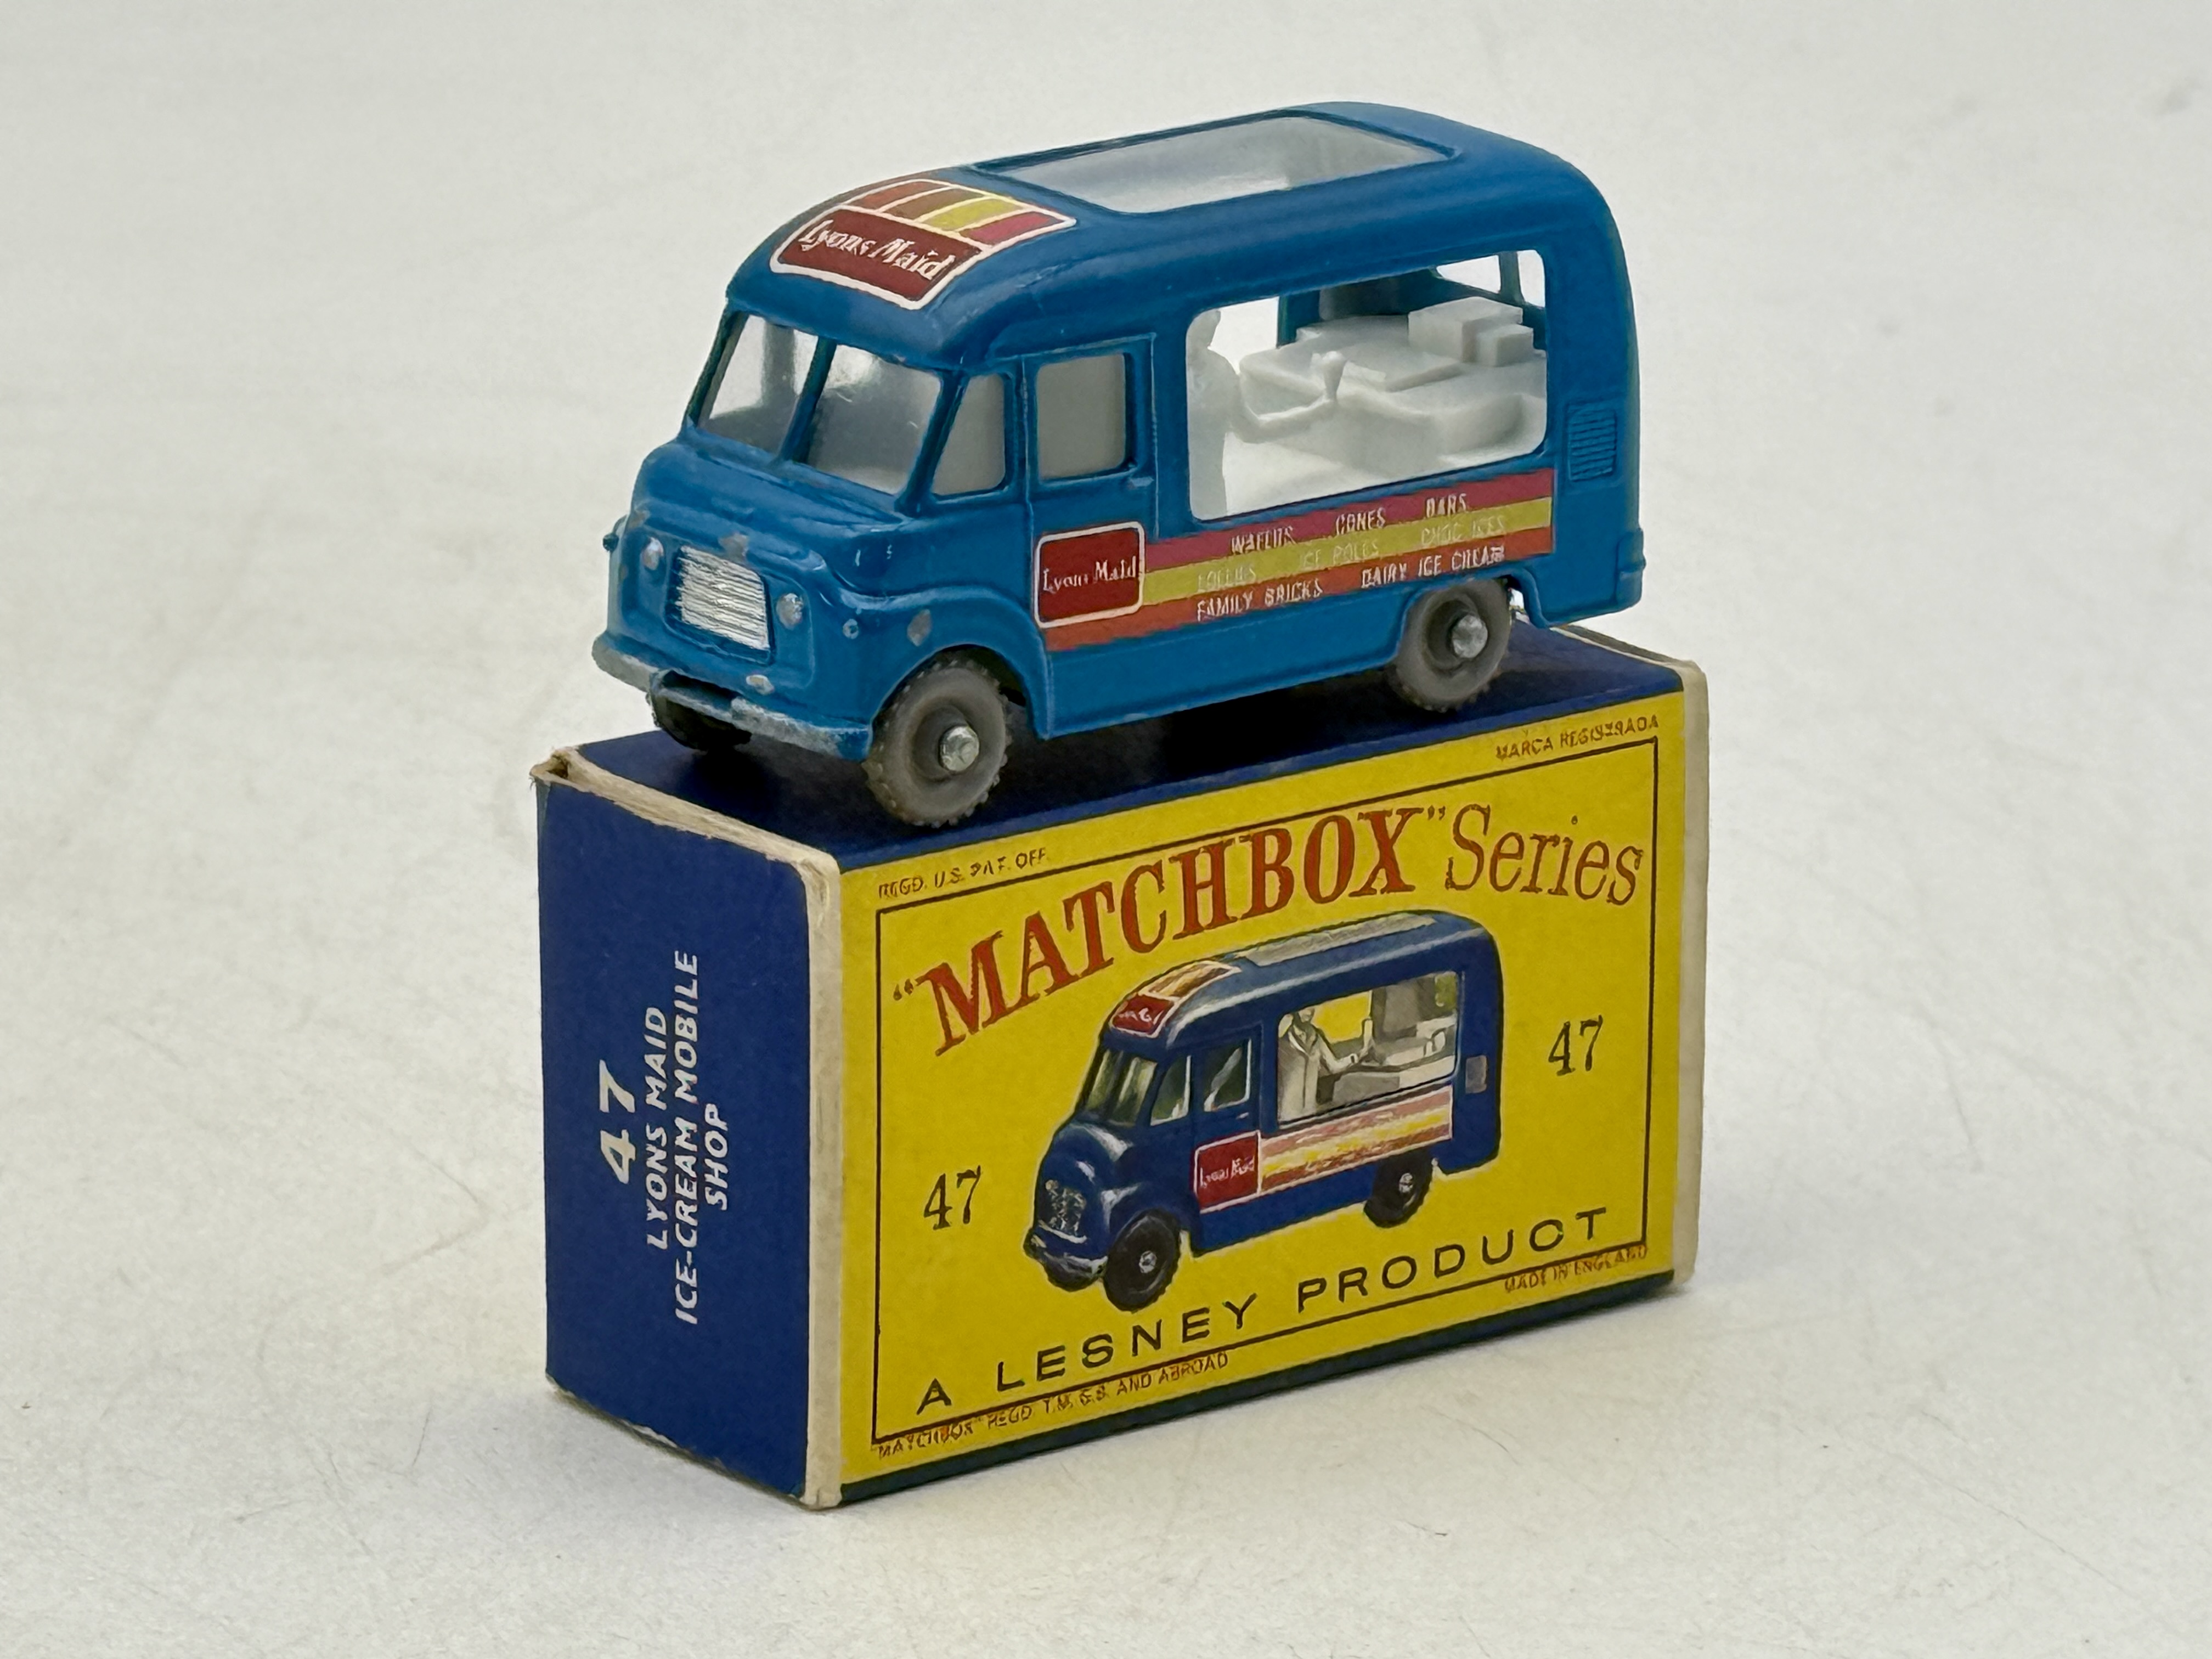 Lyons Maid
Lyons Maid
WAFERS CONES BARS
LOLLIES ICE POLES CHOC ICES
FAMILY BRICKS DAIRY ICE CREAM
MARCA REGISTRADA
REGD. U.S. PAT. OFF.
"MATCHBOX" Series
47
47
Lyons Maid
A LESNEY PRODUCT
MADE IN ENGLAND
"MATCHBOX" REGD. T.M. G.B. AND ABROAD
47
LYONS MAID
ICE-CREAM MOBILE
SHOP